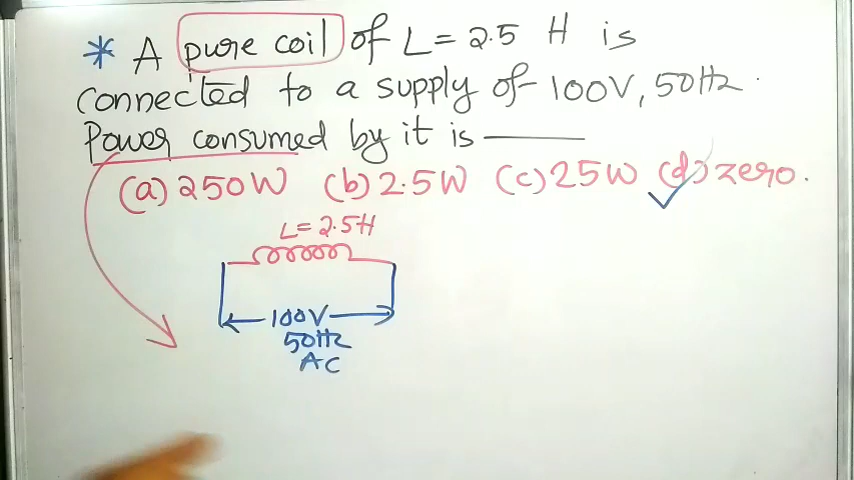 * A pure coil of L = 2.5 H is
connected to a supply of 100V, 50Hz.
Power consumed by it is ———
(a) 250W (b) 2.5W (c) 25W (d) zero.
L = 2.5H
100V
50Hz
AC